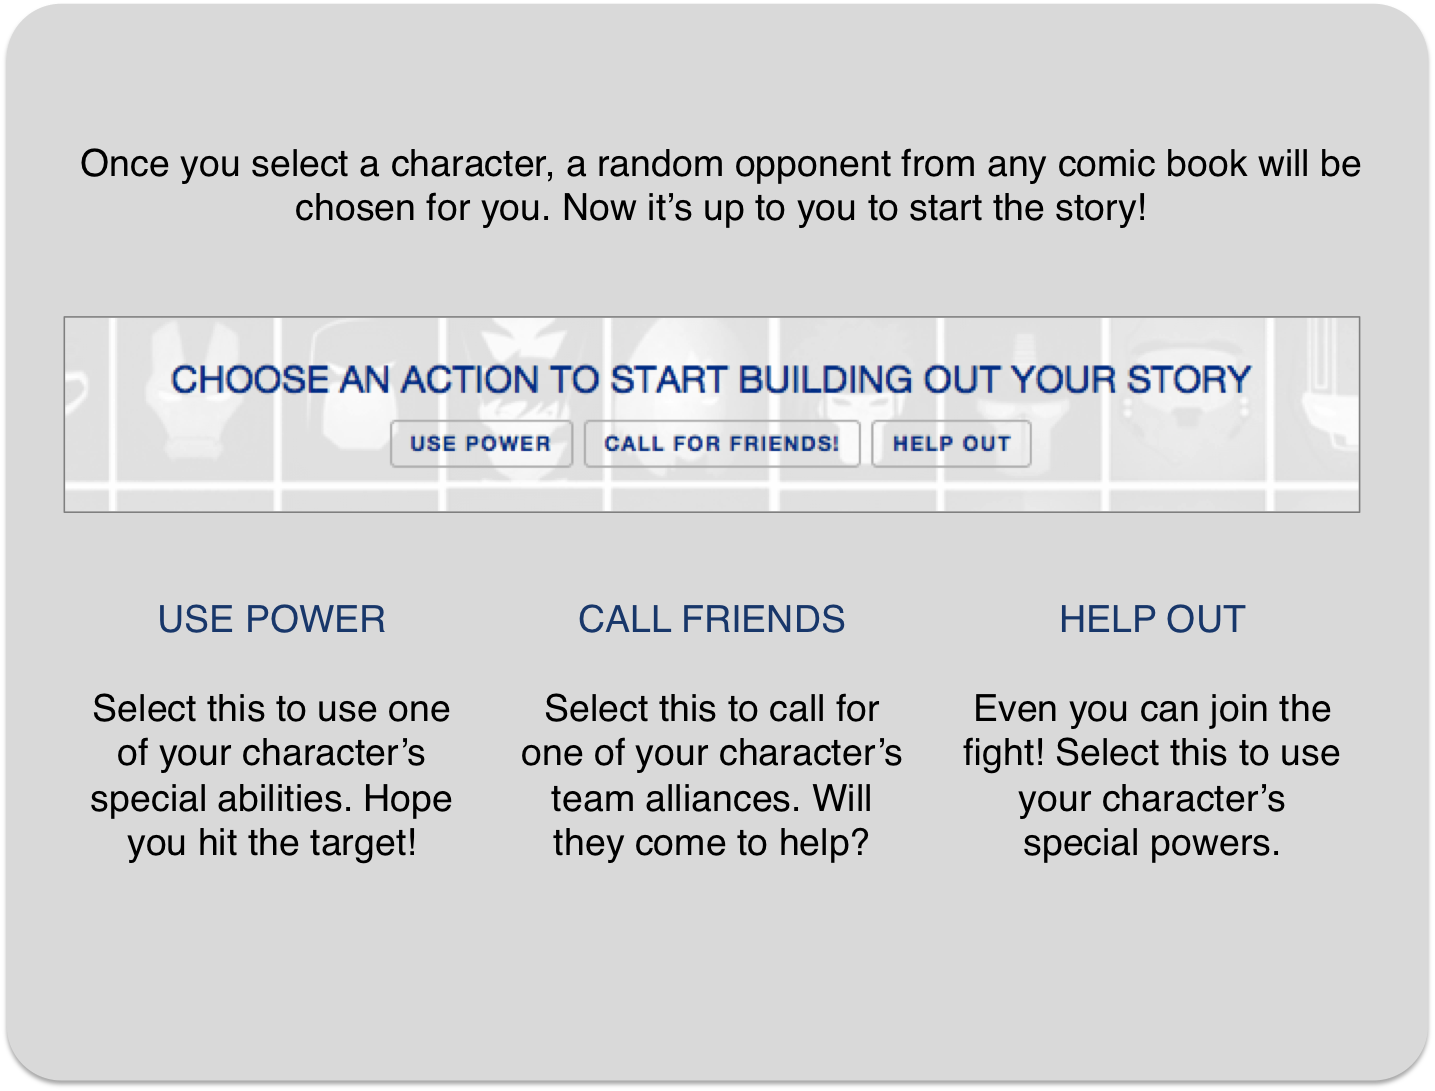 Once you select a character, a random opponent from any comic book will be
chosen for you. Now it’s up to you to start the story!
CHOOSE AN ACTION TO START BUILDING OUT YOUR STORY
USE POWER CALL FOR FRIENDS! HELP OUT
USE POWER
Select this to use one
of your character’s
special abilities. Hope
you hit the target!
CALL FRIENDS
Select this to call for
one of your character’s
team alliances. Will
they come to help?
HELP OUT
Even you can join the
fight! Select this to use
your character’s
special powers.